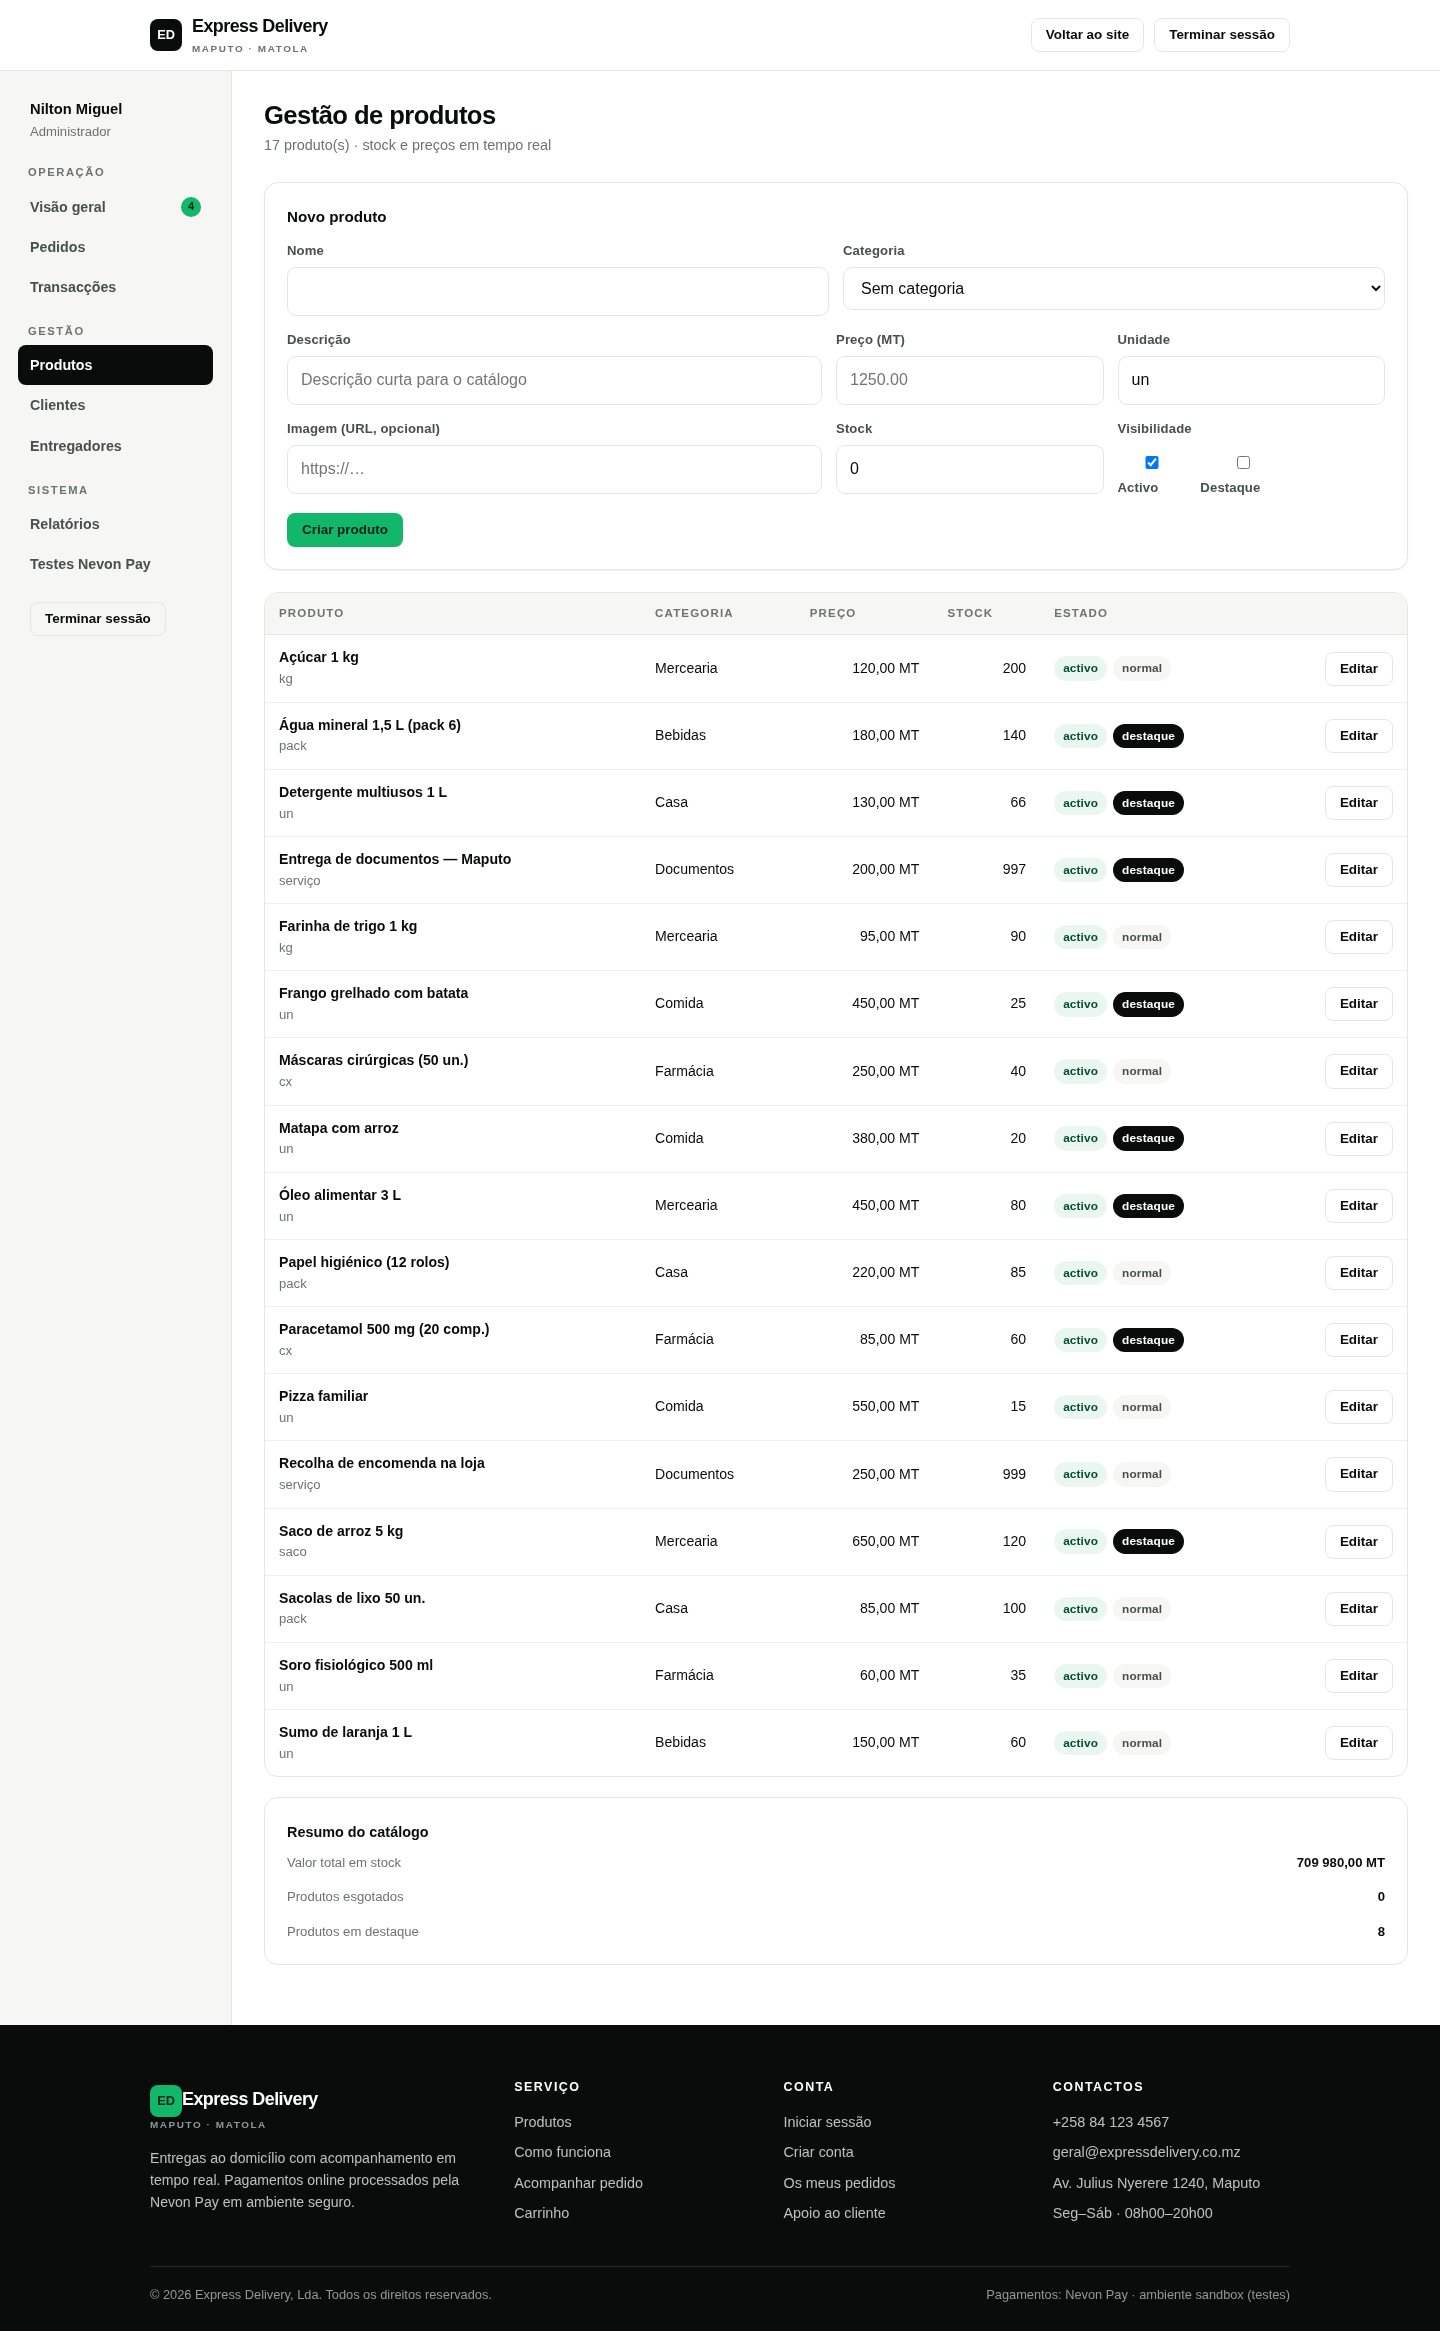 ED
Express Delivery
MAPUTO · MATOLA
Voltar ao site
Terminar sessão
Nilton Miguel
Administrador
OPERAÇÃO
Visão geral 4
Pedidos
Transacções
GESTÃO
Produtos
Clientes
Entregadores
SISTEMA
Relatórios
Testes Nevon Pay
Terminar sessão
Gestão de produtos
17 produto(s) · stock e preços em tempo real
Novo produto
Nome Categoria
Sem categoria
Descrição Preço (MT) Unidade
Descrição curta para o catálogo 1250.00 un
Imagem (URL, opcional) Stock Visibilidade
https://… 0
Activo Destaque
Criar produto
PRODUTO CATEGORIA PREÇO STOCK ESTADO
Açúcar 1 kg
kg
Mercearia 120,00 MT 200 activo normal Editar
Água mineral 1,5 L (pack 6)
pack
Bebidas 180,00 MT 140 activo destaque Editar
Detergente multiusos 1 L
un
Casa 130,00 MT 66 activo destaque Editar
Entrega de documentos — Maputo
serviço
Documentos 200,00 MT 997 activo destaque Editar
Farinha de trigo 1 kg
kg
Mercearia 95,00 MT 90 activo normal Editar
Frango grelhado com batata
un
Comida 450,00 MT 25 activo destaque Editar
Máscaras cirúrgicas (50 un.)
cx
Farmácia 250,00 MT 40 activo normal Editar
Matapa com arroz
un
Comida 380,00 MT 20 activo destaque Editar
Óleo alimentar 3 L
un
Mercearia 450,00 MT 80 activo destaque Editar
Papel higiénico (12 rolos)
pack
Casa 220,00 MT 85 activo normal Editar
Paracetamol 500 mg (20 comp.)
cx
Farmácia 85,00 MT 60 activo destaque Editar
Pizza familiar
un
Comida 550,00 MT 15 activo normal Editar
Recolha de encomenda na loja
serviço
Documentos 250,00 MT 999 activo normal Editar
Saco de arroz 5 kg
saco
Mercearia 650,00 MT 120 activo destaque Editar
Sacolas de lixo 50 un.
pack
Casa 85,00 MT 100 activo normal Editar
Soro fisiológico 500 ml
un
Farmácia 60,00 MT 35 activo normal Editar
Sumo de laranja 1 L
un
Bebidas 150,00 MT 60 activo normal Editar
Resumo do catálogo
Valor total em stock 709 980,00 MT
Produtos esgotados 0
Produtos em destaque 8
ED Express Delivery
MAPUTO · MATOLA
Entregas ao domicílio com acompanhamento em
tempo real. Pagamentos online processados pela
Nevon Pay em ambiente seguro.
SERVIÇO
Produtos
Como funciona
Acompanhar pedido
Carrinho
CONTA
Iniciar sessão
Criar conta
Os meus pedidos
Apoio ao cliente
CONTACTOS
+258 84 123 4567
geral@expressdelivery.co.mz
Av. Julius Nyerere 1240, Maputo
Seg–Sáb · 08h00–20h00
© 2026 Express Delivery, Lda. Todos os direitos reservados.
Pagamentos: Nevon Pay · ambiente sandbox (testes)